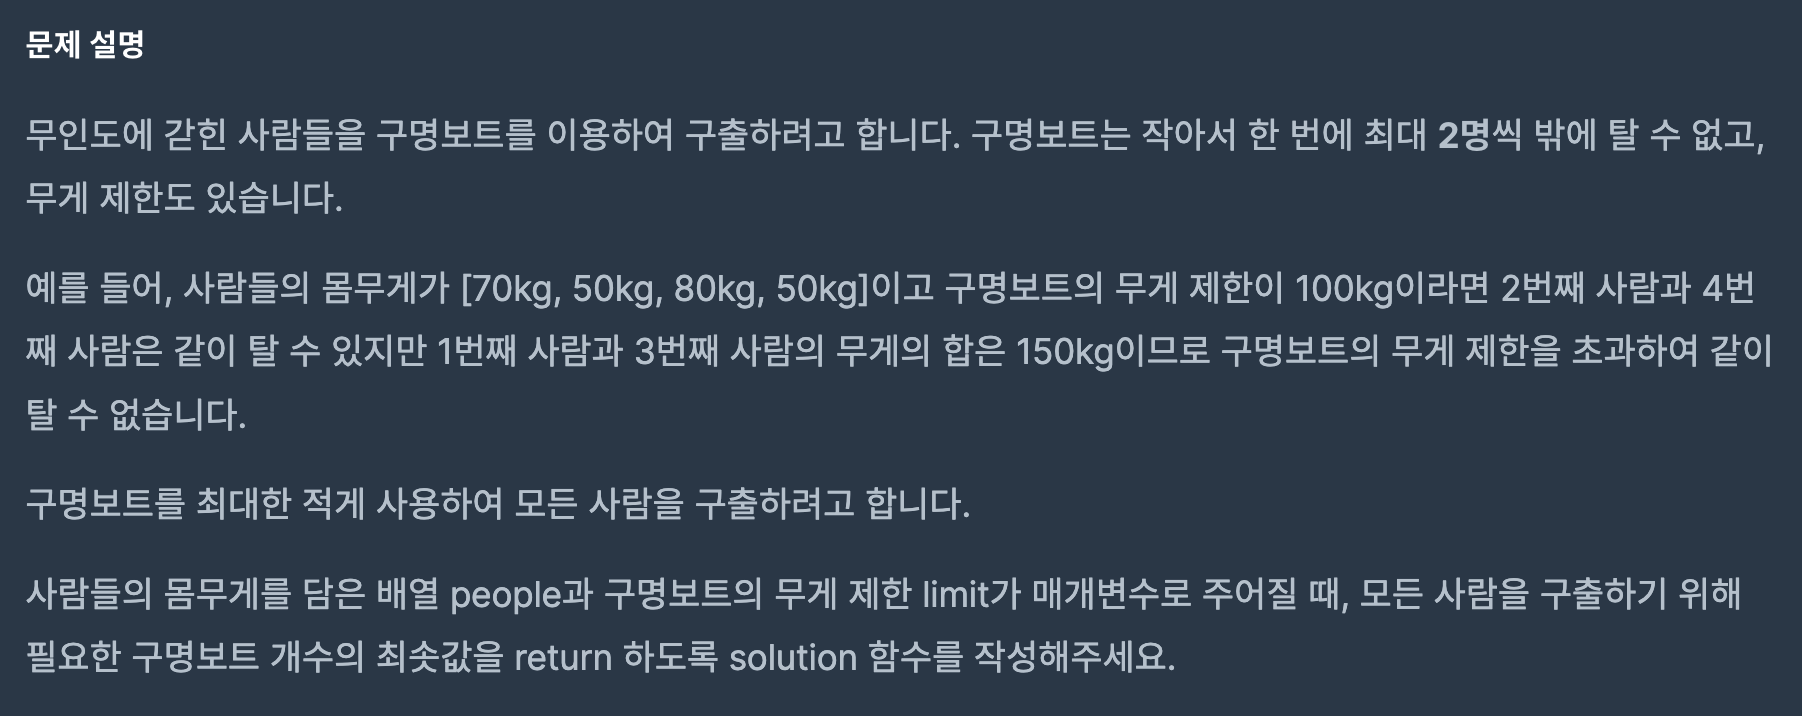 문제 설명
무인도에 갇힌 사람들을 구명보트를 이용하여 구출하려고 합니다. 구명보트는 작아서 한 번에 최대 2명씩 밖에 탈 수 없고,
무게 제한도 있습니다.
예를 들어, 사람들의 몸무게가 [70kg, 50kg, 80kg, 50kg]이고 구명보트의 무게 제한이 100kg이라면 2번째 사람과 4번
째 사람은 같이 탈 수 있지만 1번째 사람과 3번째 사람의 무게의 합은 150kg이므로 구명보트의 무게 제한을 초과하여 같이
탈 수 없습니다.
구명보트를 최대한 적게 사용하여 모든 사람을 구출하려고 합니다.
사람들의 몸무게를 담은 배열 people과 구명보트의 무게 제한 limit가 매개변수로 주어질 때, 모든 사람을 구출하기 위해
필요한 구명보트 개수의 최솟값을 return 하도록 solution 함수를 작성해주세요.